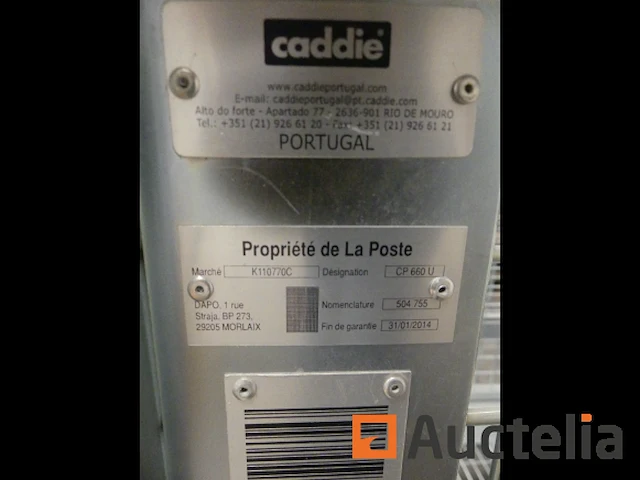 caddie
www.caddieportugal.com
E-mail: caddieportugal@pt.caddie.com
Alto do forte - Apartado 77 - 2636-901 RIO DE MOURO
Tel.: +351 (21) 926 61 20 - Fax: +351 (21) 926 61 21
PORTUGAL
Propriété de La Poste
Marché K110770C Désignation CP 660 U
DAPO, 1 rue
Straja, BP 273,
29205 MORLAIX
Nomenclature 504 755
Fin de garantie 31/01/2014
Auctelia